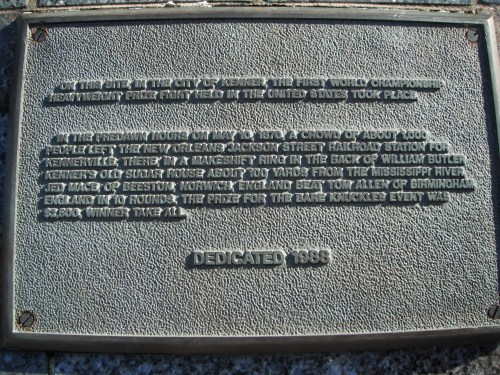 "ON THIS SITE, IN THE CITY OF KENNER, THE FIRST WORLD CHAMPIONSHIP
HEAVYWEIGHT PRIZE FIGHT HELD IN THE UNITED STATES TOOK PLACE.
IN THE PREDAWN HOURS ON MAY 10, 1870, A CROWD OF ABOUT 1,000
PEOPLE LEFT THE NEW ORLEANS JACKSON STREET RAILROAD STATION FOR
KENNERVILLE. THERE, IN A MAKESHIFT RING IN THE BACK OF WILLIAM BUTLER
KENNER'S OLD SUGAR HOUSE ABOUT 100 YARDS FROM THE MISSISSIPPI RIVER,
JED MACE, OF BEESTON, NORWICH, ENGLAND BEAT TOM ALLEN OF BIRMINGHAM,
ENGLAND IN 10 ROUNDS. THE PRIZE FOR THE BARE KNUCKLES EVENT WAS
$2,500, WINNER TAKE ALL.
DEDICATED 1988